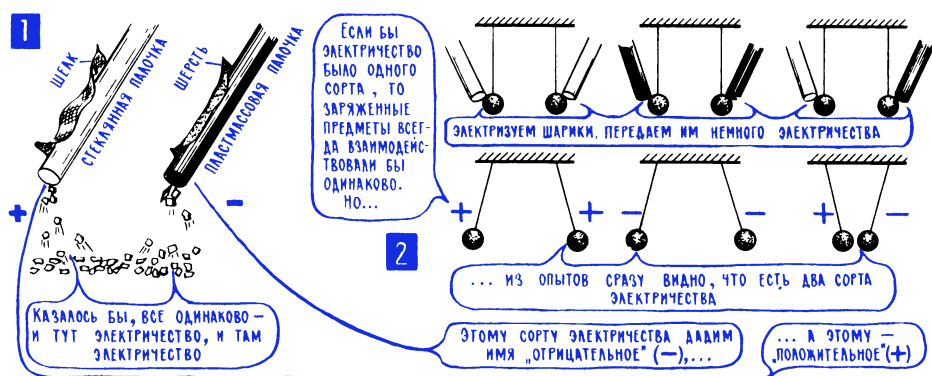 1
ШЕЛК
СТЕКЛЯННАЯ ПАЛОЧКА
ШЕРСТЬ
ПЛАСТМАССОВАЯ ПАЛОЧКА
+
−
КАЗАЛОСЬ БЫ, ВСЕ ОДИНАКОВО —
И ТУТ ЭЛЕКТРИЧЕСТВО, И ТАМ
ЭЛЕКТРИЧЕСТВО
ЕСЛИ БЫ
ЭЛЕКТРИЧЕСТВО
БЫЛО ОДНОГО
СОРТА, ТО
ЗАРЯЖЕННЫЕ
ПРЕДМЕТЫ ВСЕГ-
ДА ВЗАИМОДЕЙС-
ТВОВАЛИ БЫ
ОДИНАКОВО.
НО...
ЭЛЕКТРИЗУЕМ ШАРИКИ, ПЕРЕДАЕМ ИМ НЕМНОГО ЭЛЕКТРИЧЕСТВА
+ + − − + −
2
... ИЗ ОПЫТОВ СРАЗУ ВИДНО, ЧТО ЕСТЬ ДВА СОРТА
ЭЛЕКТРИЧЕСТВА
ЭТОМУ СОРТУ ЭЛЕКТРИЧЕСТВА ДАДИМ
ИМЯ „ОТРИЦАТЕЛЬНОЕ" (−),...
... А ЭТОМУ —
„ПОЛОЖИТЕЛЬНОЕ" (+)